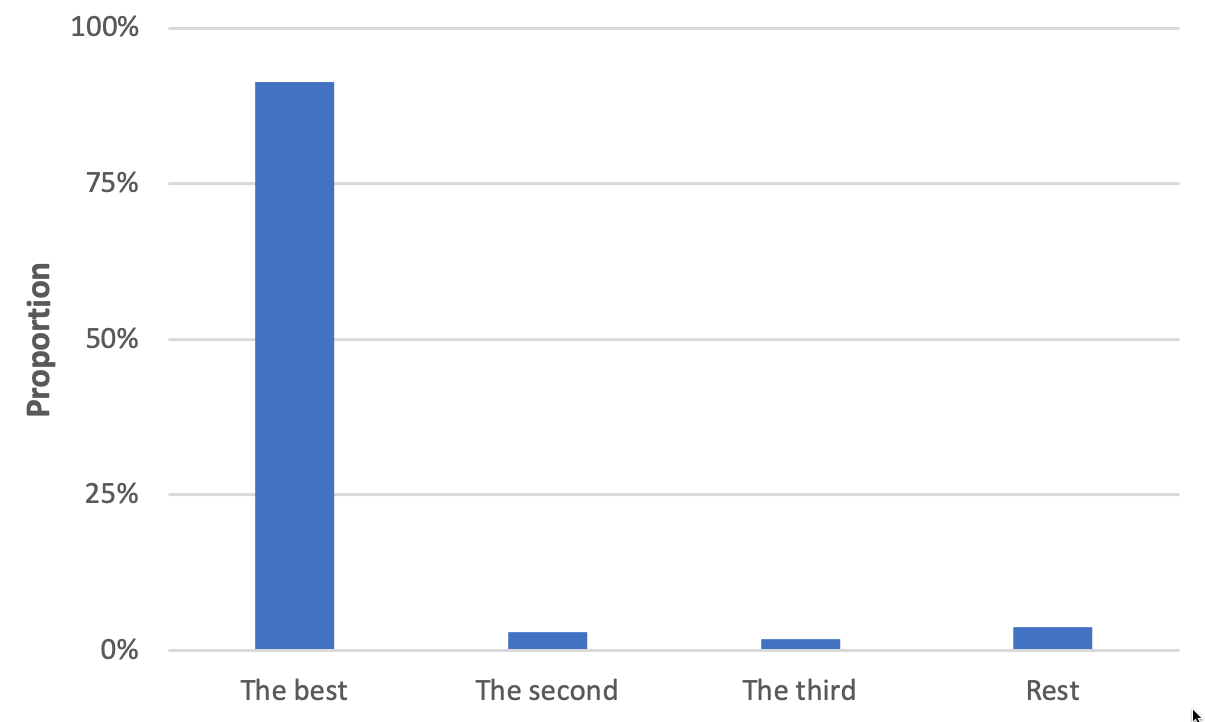 100%
75%
50%
25%
0%
Proportion
The best
The second
The third
Rest